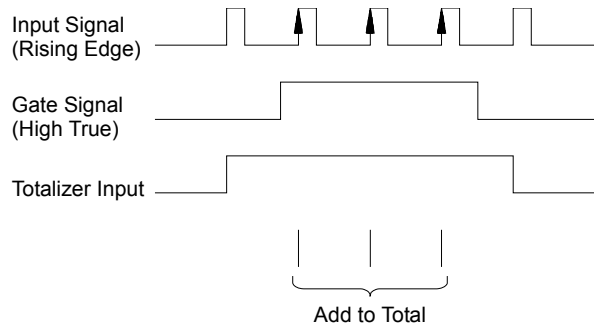 Input Signal
(Rising Edge)
Gate Signal
(High True)
Totalizer Input
Add to Total